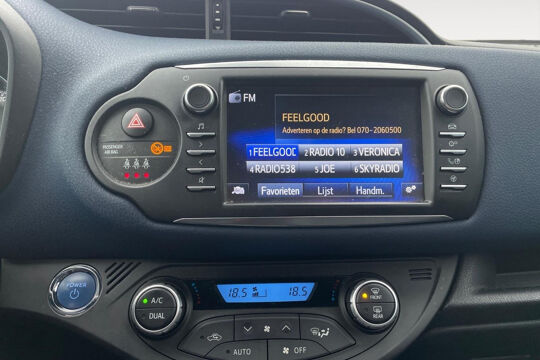 FM
FEELGOOD
Adverteren op de radio? Bel 070-2060500
PASSENGER
AIR BAG
1 FEELGOOD 2 RADIO 10 3 VERONICA
4 RADIO538 5 JOE 6 SKYRADIO
Favorieten Lijst Handm.
POWER
A/C
DUAL
18.5 18.5
FRONT
REAR
AUTO
OFF